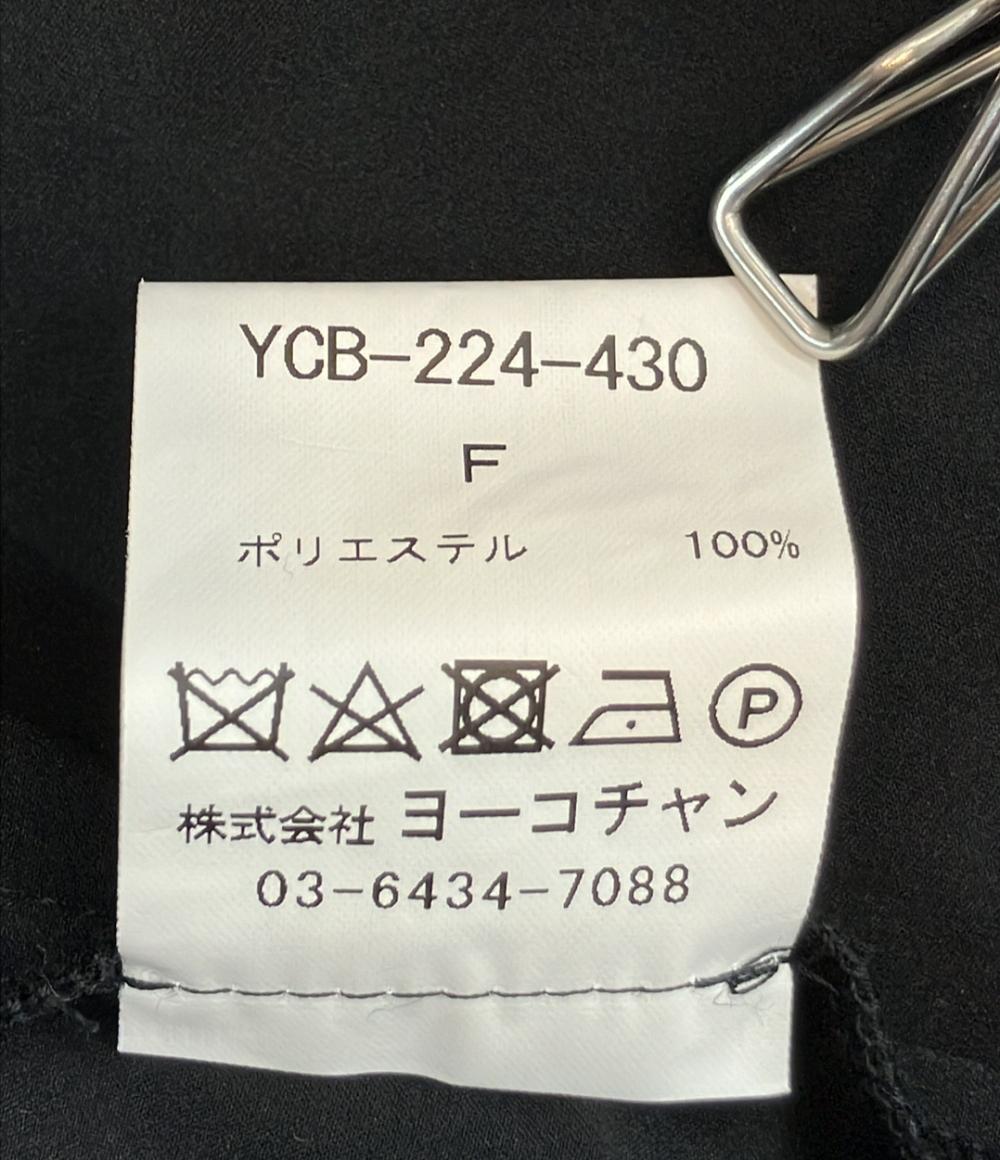 YCB-224-430
F
ポリエステル 100%
P
株式会社 ヨーコチャン
03-6434-7088